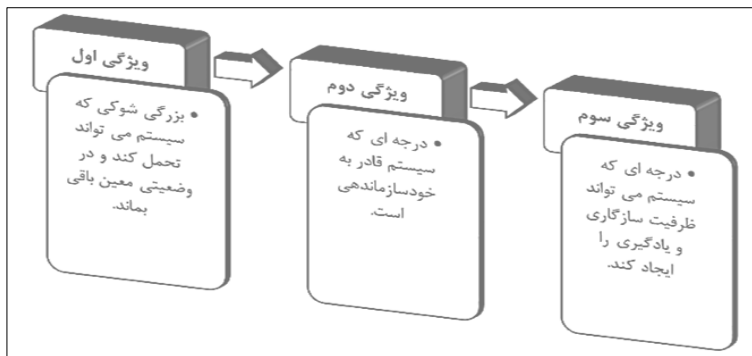 ویژگی اول
• بزرگی شوکی که
سیستم می تواند
تحمل کند و در
وضعیتی معین باقی
بماند.
ویژگی دوم
• درجه ای که
سیستم قادر به
خودسازماندهی
است.
ویژگی سوم
• درجه ای که
سیستم می تواند
ظرفیت سازگاری
و یادگیری را
ایجاد کند.